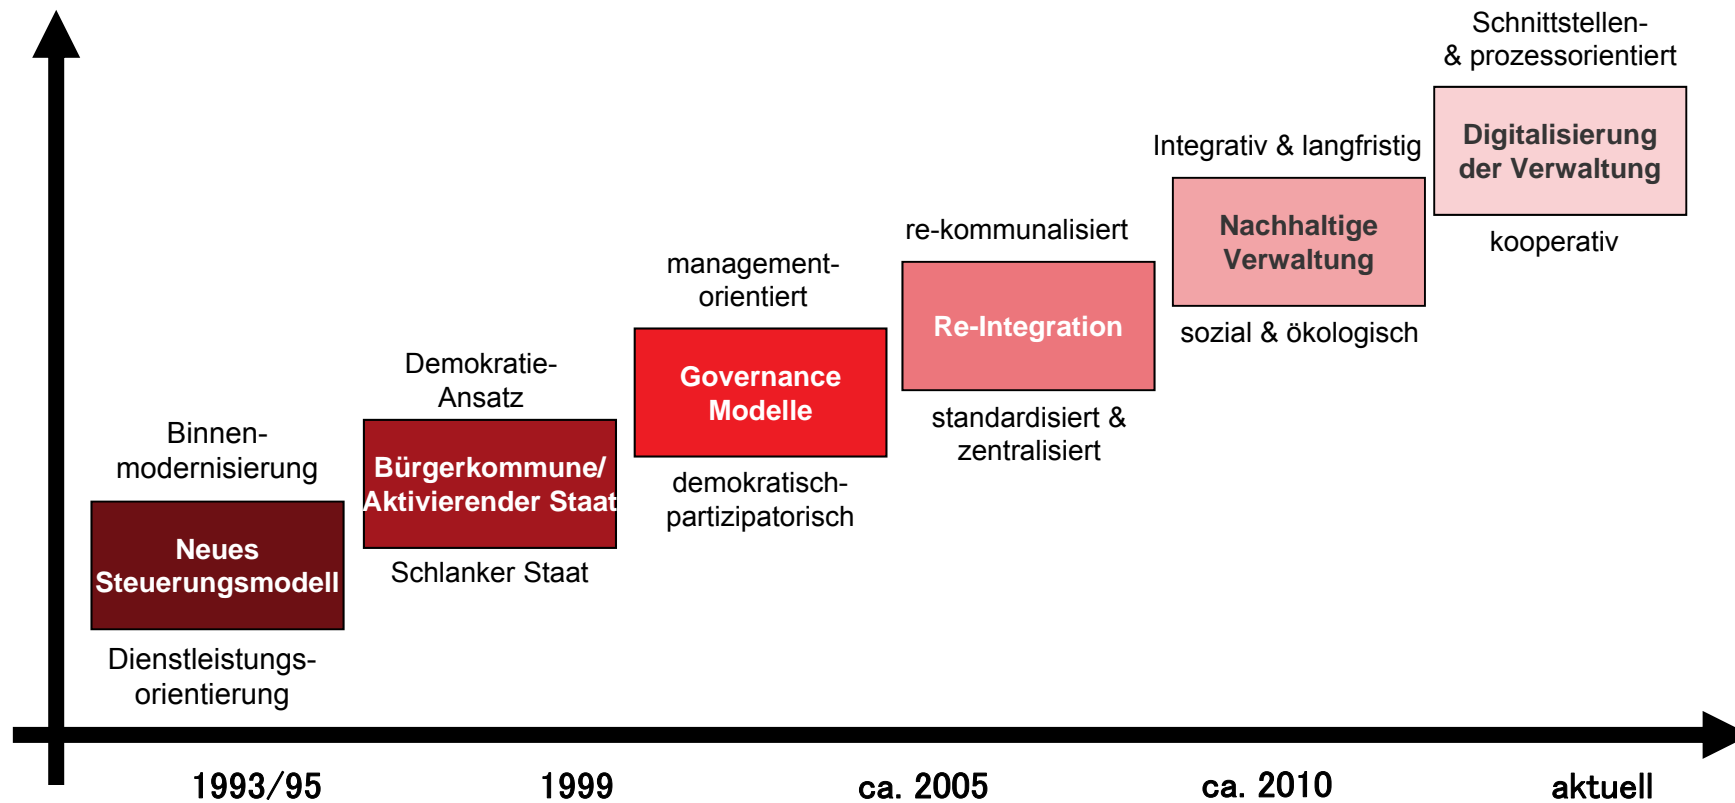 Binnen-
modernisierung
Neues
Steuerungsmodell
Dienstleistungs-
orientierung
Demokratie-
Ansatz
Bürgerkommune/
Aktivierender Staat
Schlanker Staat
management-
orientiert
Governance
Modelle
demokratisch-
partizipatorisch
re-kommunalisiert
Re-Integration
standardisiert &
zentralisiert
Integrativ & langfristig
Nachhaltige
Verwaltung
sozial & ökologisch
Schnittstellen-
& prozessorientiert
Digitalisierung
der Verwaltung
kooperativ
1993/95
1999
ca. 2005
ca. 2010
aktuell